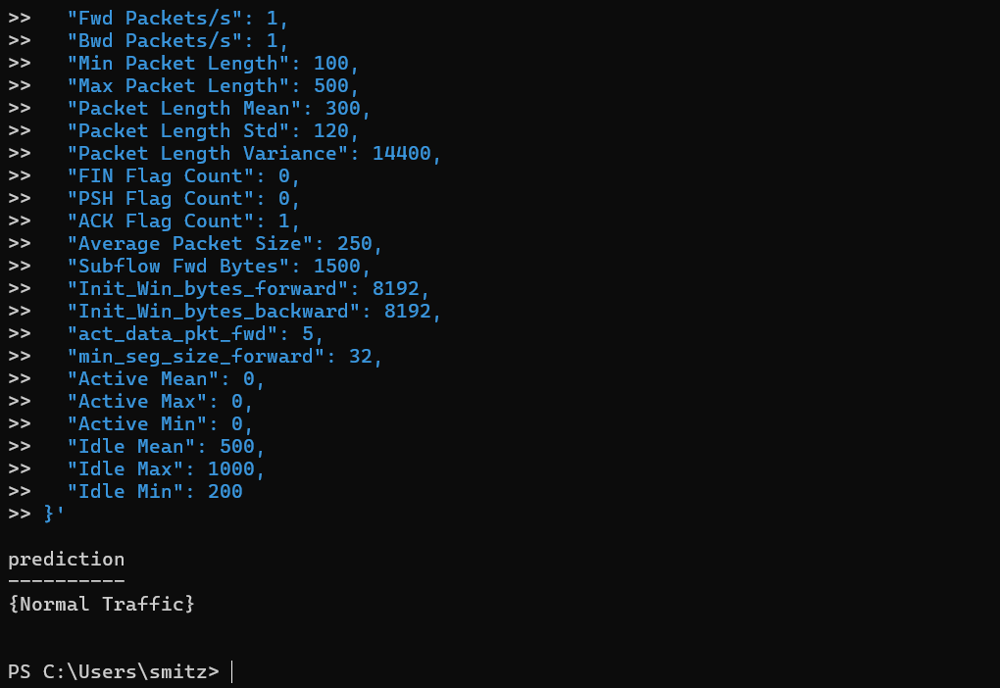 >>   "Fwd Packets/s": 1,
>>   "Bwd Packets/s": 1,
>>   "Min Packet Length": 100,
>>   "Max Packet Length": 500,
>>   "Packet Length Mean": 300,
>>   "Packet Length Std": 120,
>>   "Packet Length Variance": 14400,
>>   "FIN Flag Count": 0,
>>   "PSH Flag Count": 0,
>>   "ACK Flag Count": 1,
>>   "Average Packet Size": 250,
>>   "Subflow Fwd Bytes": 1500,
>>   "Init_Win_bytes_forward": 8192,
>>   "Init_Win_bytes_backward": 8192,
>>   "act_data_pkt_fwd": 5,
>>   "min_seg_size_forward": 32,
>>   "Active Mean": 0,
>>   "Active Max": 0,
>>   "Active Min": 0,
>>   "Idle Mean": 500,
>>   "Idle Max": 1000,
>>   "Idle Min": 200
>> }'
prediction
----------
{Normal Traffic}
PS C:\Users\smitz>